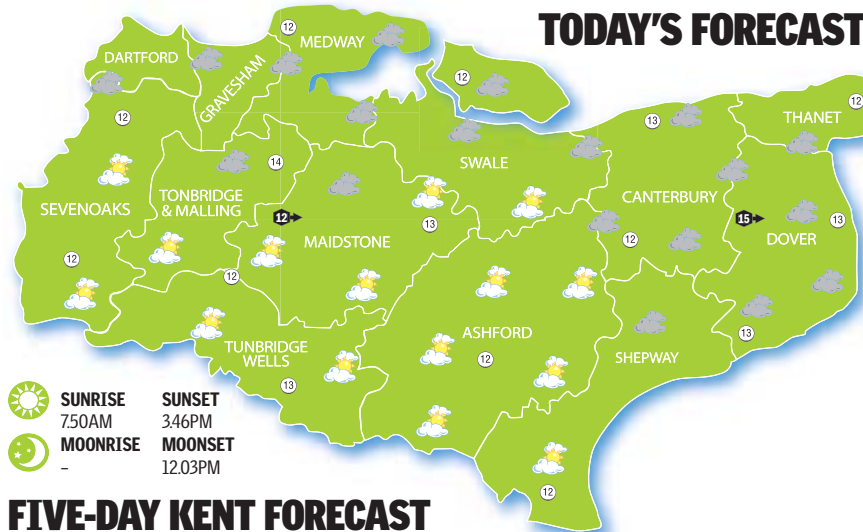 TODAY'S FORECAST
12
MEDWAY
DARTFORD
GRAVESHAM
12
12
THANET
12
13
14
SWALE
TONBRIDGE
& MALLING
SEVENOAKS
CANTERBURY
12
13
15
13
MAIDSTONE
12
DOVER
12
12
ASHFORD
12
SHEPWAY
13
TUNBRIDGE
WELLS
13
12
SUNRISE SUNSET
7.50AM 3.46PM
MOONRISE MOONSET
– 12.03PM
FIVE-DAY KENT FORECAST